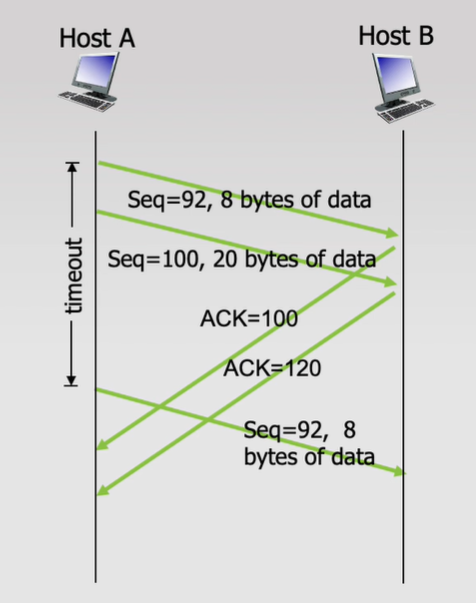 Host A
Host B
Seq=92, 8 bytes of data
Seq=100, 20 bytes of data
timeout
ACK=100
ACK=120
Seq=92, 8
bytes of data